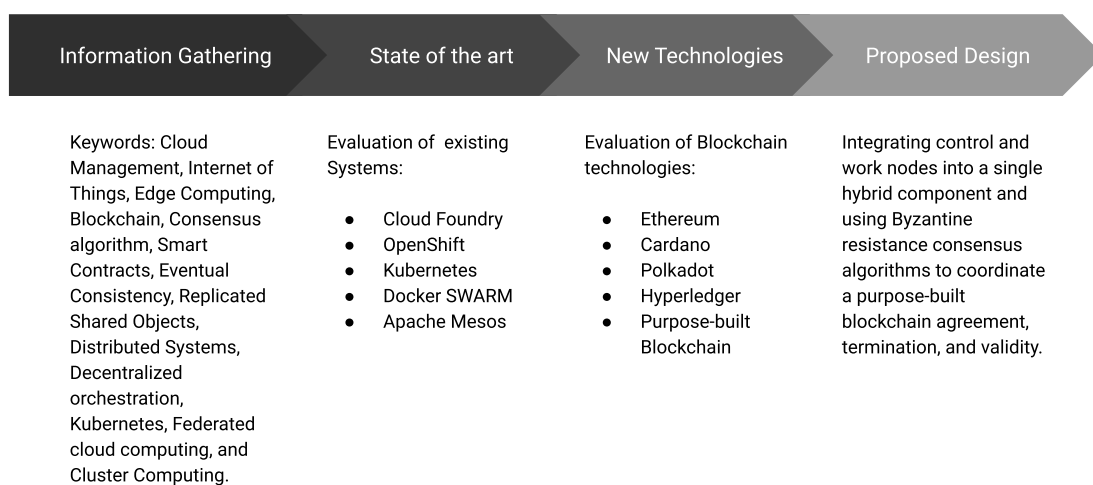 Information Gathering
State of the art
New Technologies
Proposed Design
Keywords: Cloud
Management, Internet of
Things, Edge Computing,
Blockchain, Consensus
algorithm, Smart
Contracts, Eventual
Consistency, Replicated
Shared Objects,
Distributed Systems,
Decentralized
orchestration,
Kubernetes, Federated
cloud computing, and
Cluster Computing.
Evaluation of  existing
Systems:
● Cloud Foundry
● OpenShift
● Kubernetes
● Docker SWARM
● Apache Mesos
Evaluation of Blockchain
technologies:
● Ethereum
● Cardano
● Polkadot
● Hyperledger
● Purpose-built
Blockchain
Integrating control and
work nodes into a single
hybrid component and
using Byzantine
resistance consensus
algorithms to coordinate
a purpose-built
blockchain agreement,
termination, and validity.